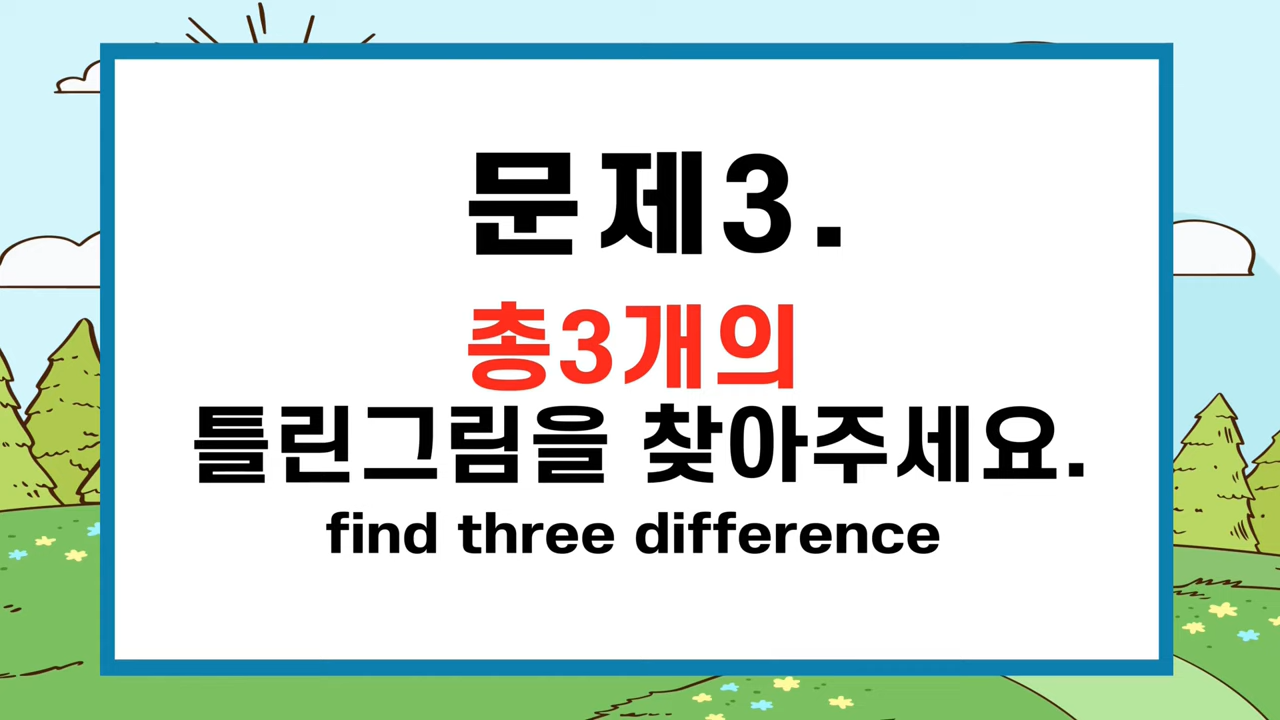 문제3.
총3개의
틀린그림을 찾아주세요.
find three difference